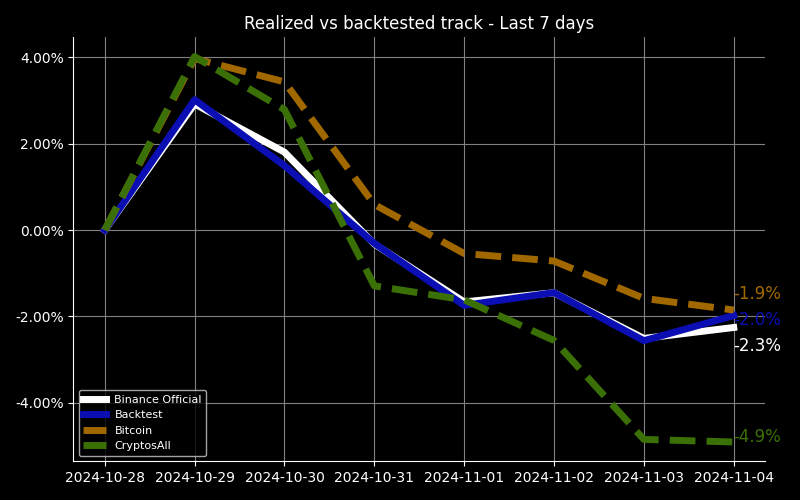 Realized vs backtested track - Last 7 days
4.00%
2.00%
0.00%
-2.00%
-4.00%
-1.9%
-2.0%
-2.3%
-4.9%
Binance Official
Backtest
Bitcoin
CryptosAll
2024-10-28 2024-10-29 2024-10-30 2024-10-31 2024-11-01 2024-11-02 2024-11-03 2024-11-04